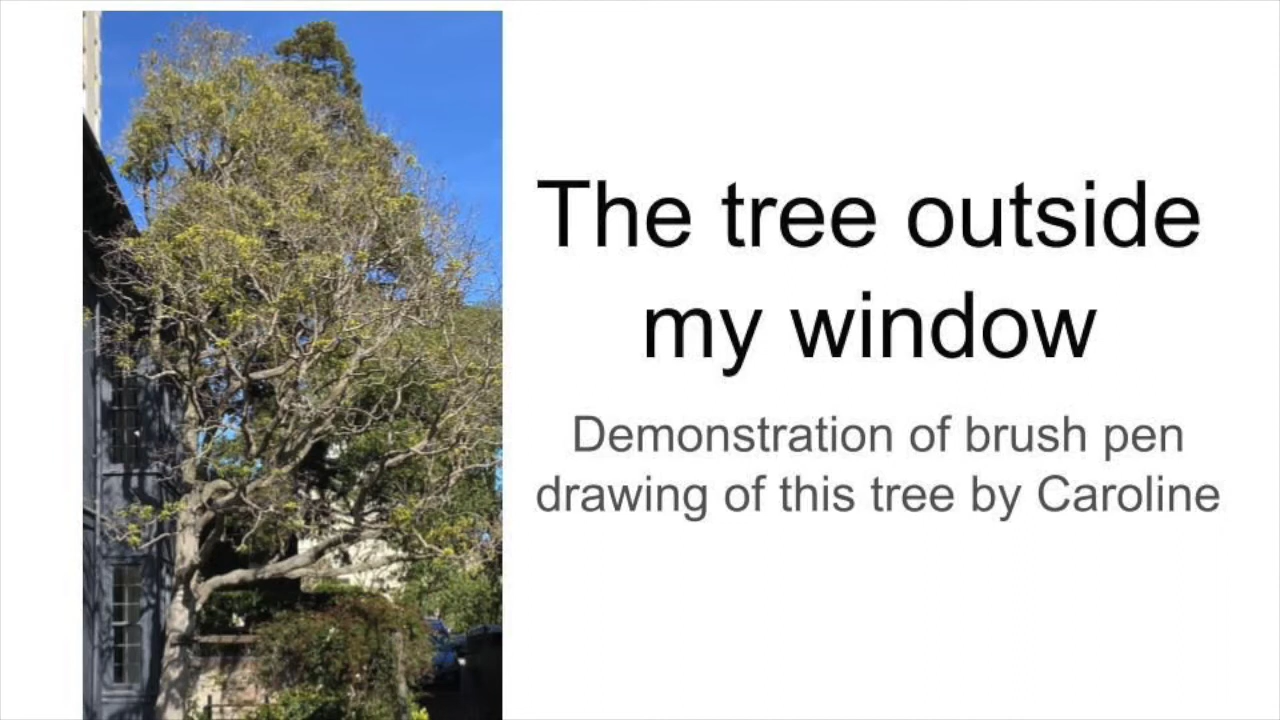 The tree outside
my window
Demonstration of brush pen
drawing of this tree by Caroline